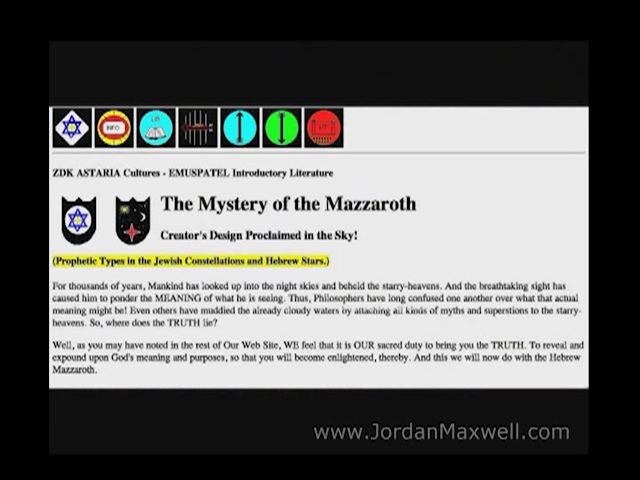 INFO
ZDK ASTARIA Cultures - EMUSPATEL Introductory Literature
The Mystery of the Mazzaroth
Creator's Design Proclaimed in the Sky!
(Prophetic Types in the Jewish Constellations and Hebrew Stars.)
For thousands of years, Mankind has looked up into the night skies and beheld the starry-heavens. And the breathtaking sight has
caused him to ponder the MEANING of what he is seeing. Thus, Philosophers have long confused one another over what that actual
meaning might be! Even others have muddied the already cloudy waters by attaching all kinds of myths and superstions to the starry-
heavens. So, where does the TRUTH lie?
Well, as you may have noted in the rest of Our Web Site, WE feel that it is OUR sacred duty to bring you the TRUTH. To reveal and
expound upon God's meaning and purposes, so that you will become enlightened, thereby. And this we will now do with the Hebrew
Mazzaroth.
www.JordanMaxwell.com